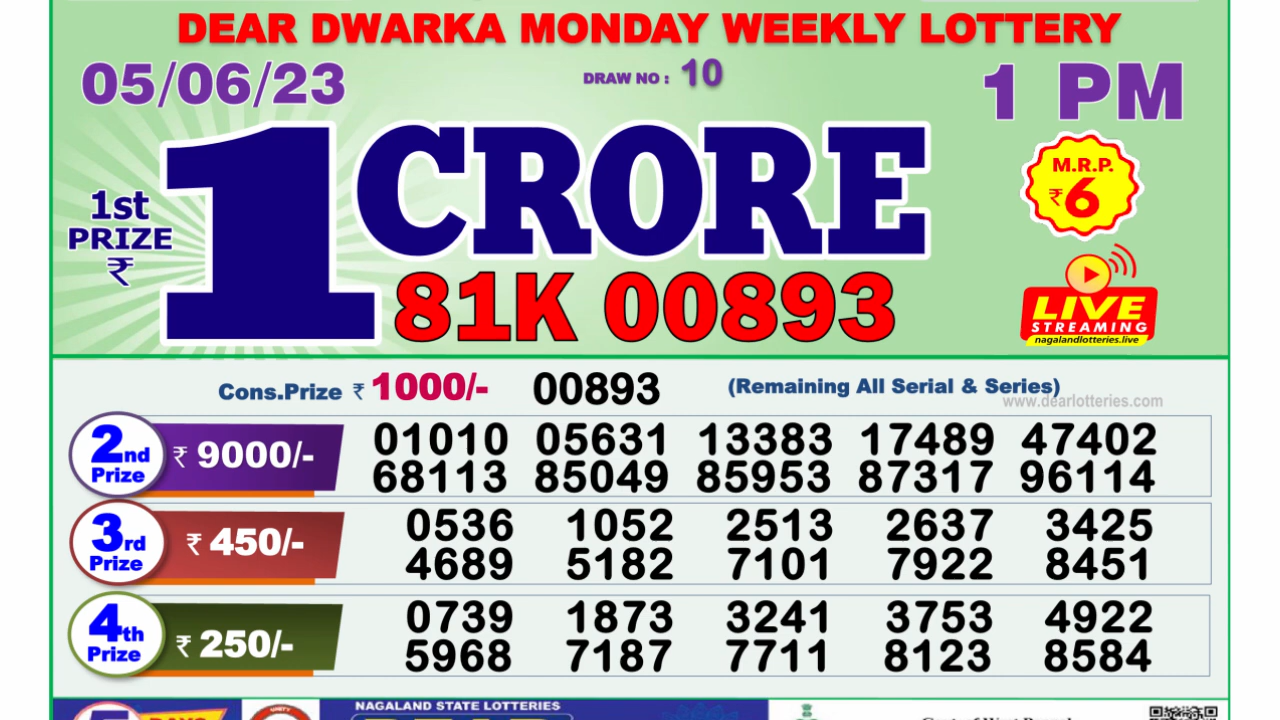 DEAR DWARKA MONDAY WEEKLY LOTTERY
05/06/23 DRAW NO : 10 1 PM
1st PRIZE ₹ 1 CRORE
M.R.P. ₹ 6
81K 00893
LIVE
STREAMING
nagalandlotteries.live
Cons.Prize ₹ 1000/- 00893 (Remaining All Serial & Series)
www.dearlotteries.com
2nd Prize ₹ 9000/-
01010 05631 13383 17489 47402
68113 85049 85953 87317 96114
3rd Prize ₹ 450/-
0536 1052 2513 2637 3425
4689 5182 7101 7922 8451
4th Prize ₹ 250/-
0739 1873 3241 3753 4922
5968 7187 7711 8123 8584
NAGALAND STATE LOTTERIES